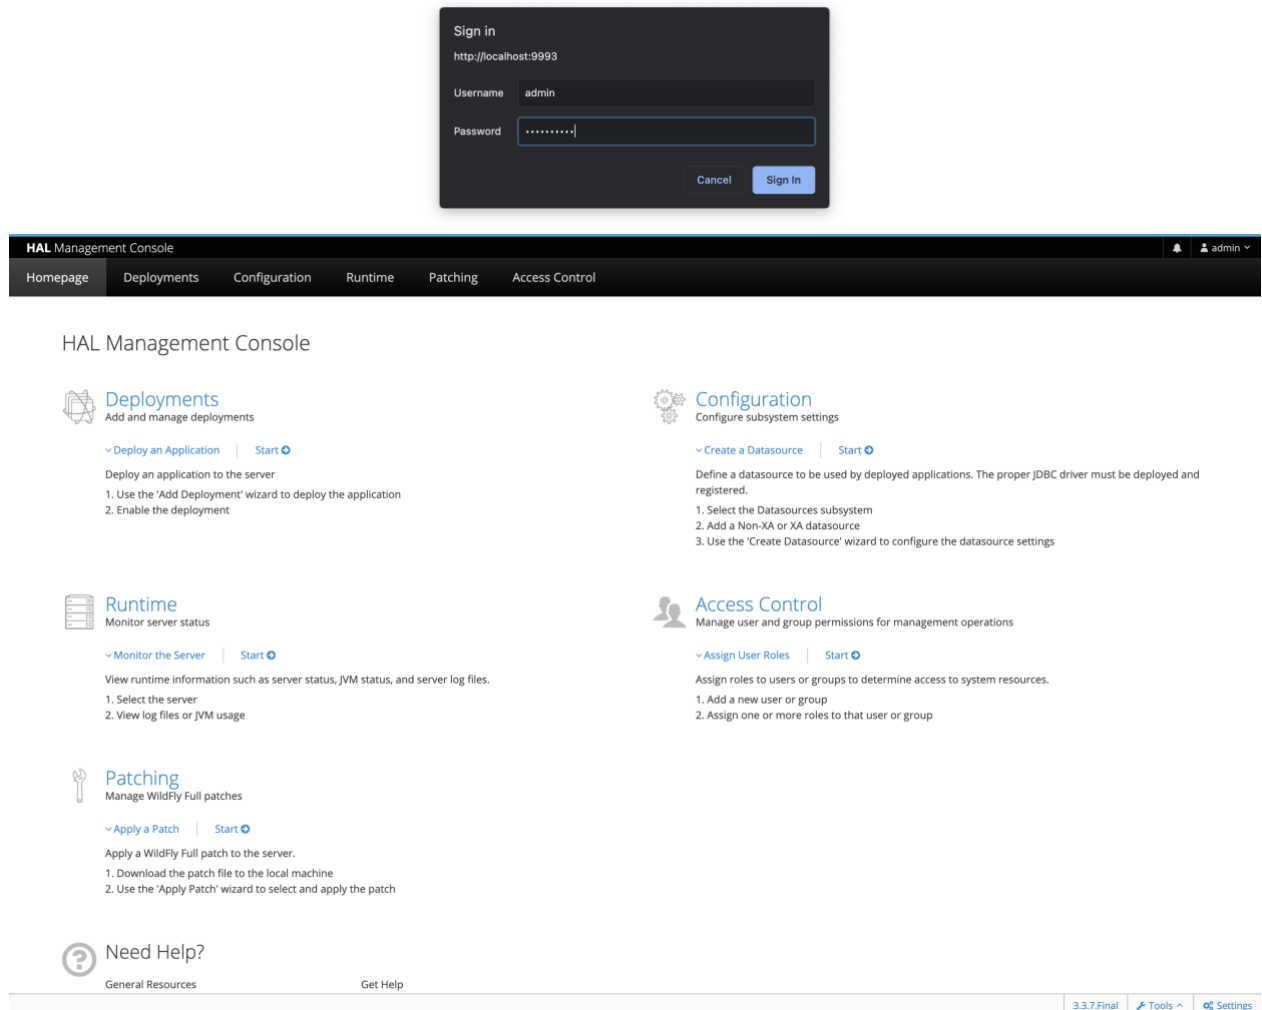 Sign in
http://localhost:9993
Username admin
Password ••••••••••
Cancel Sign In
HAL Management Console
admin
Homepage Deployments Configuration Runtime Patching Access Control
HAL Management Console
Deployments
Add and manage deployments
Deploy an Application Start
Deploy an application to the server
1. Use the 'Add Deployment' wizard to deploy the application
2. Enable the deployment
Configuration
Configure subsystem settings
Create a Datasource Start
Define a datasource to be used by deployed applications. The proper JDBC driver must be deployed and
registered.
1. Select the Datasources subsystem
2. Add a Non-XA or XA datasource
3. Use the 'Create Datasource' wizard to configure the datasource settings
Runtime
Monitor server status
Monitor the Server Start
View runtime information such as server status, JVM status, and server log files.
1. Select the server
2. View log files or JVM usage
Access Control
Manage user and group permissions for management operations
Assign User Roles Start
Assign roles to users or groups to determine access to system resources.
1. Add a new user or group
2. Assign one or more roles to that user or group
Patching
Manage WildFly Full patches
Apply a Patch Start
Apply a WildFly Full patch to the server.
1. Download the patch file to the local machine
2. Use the 'Apply Patch' wizard to select and apply the patch
Need Help?
General Resources Get Help
3.3.7.Final Tools Settings